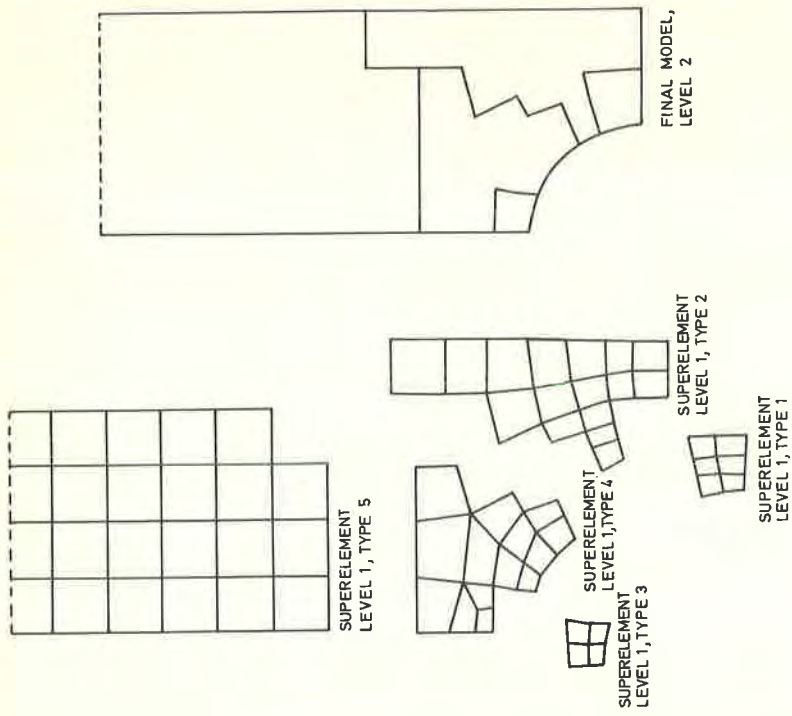 SUPERELEMENT
LEVEL 1, TYPE 5
SUPERELEMENT
LEVEL 1, TYPE 4
SUPERELEMENT
LEVEL 1, TYPE 3
SUPERELEMENT
LEVEL 1, TYPE 2
SUPERELEMENT
LEVEL 1, TYPE 1
FINAL MODEL,
LEVEL 2